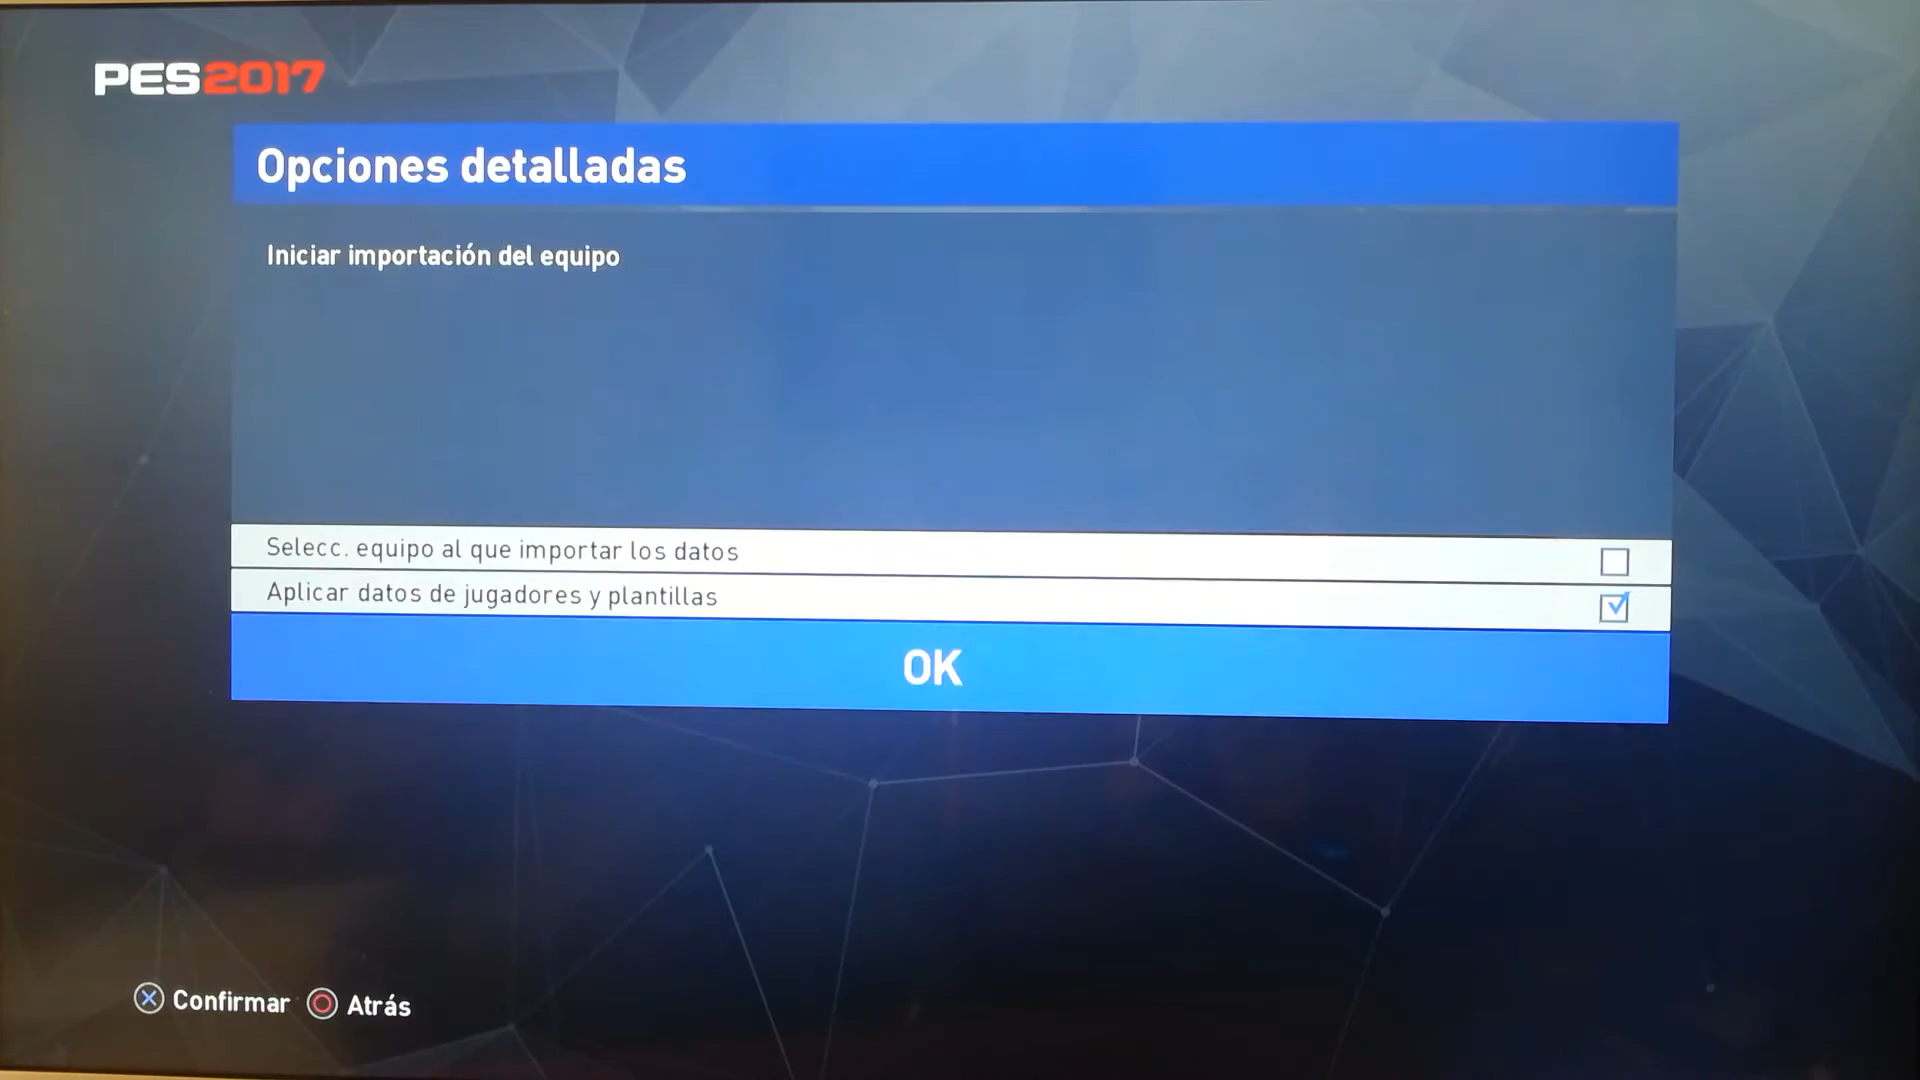 PES2017
Opciones detalladas
Iniciar importación del equipo
Selecc. equipo al que importar los datos
Aplicar datos de jugadores y plantillas
OK
Confirmar Atrás